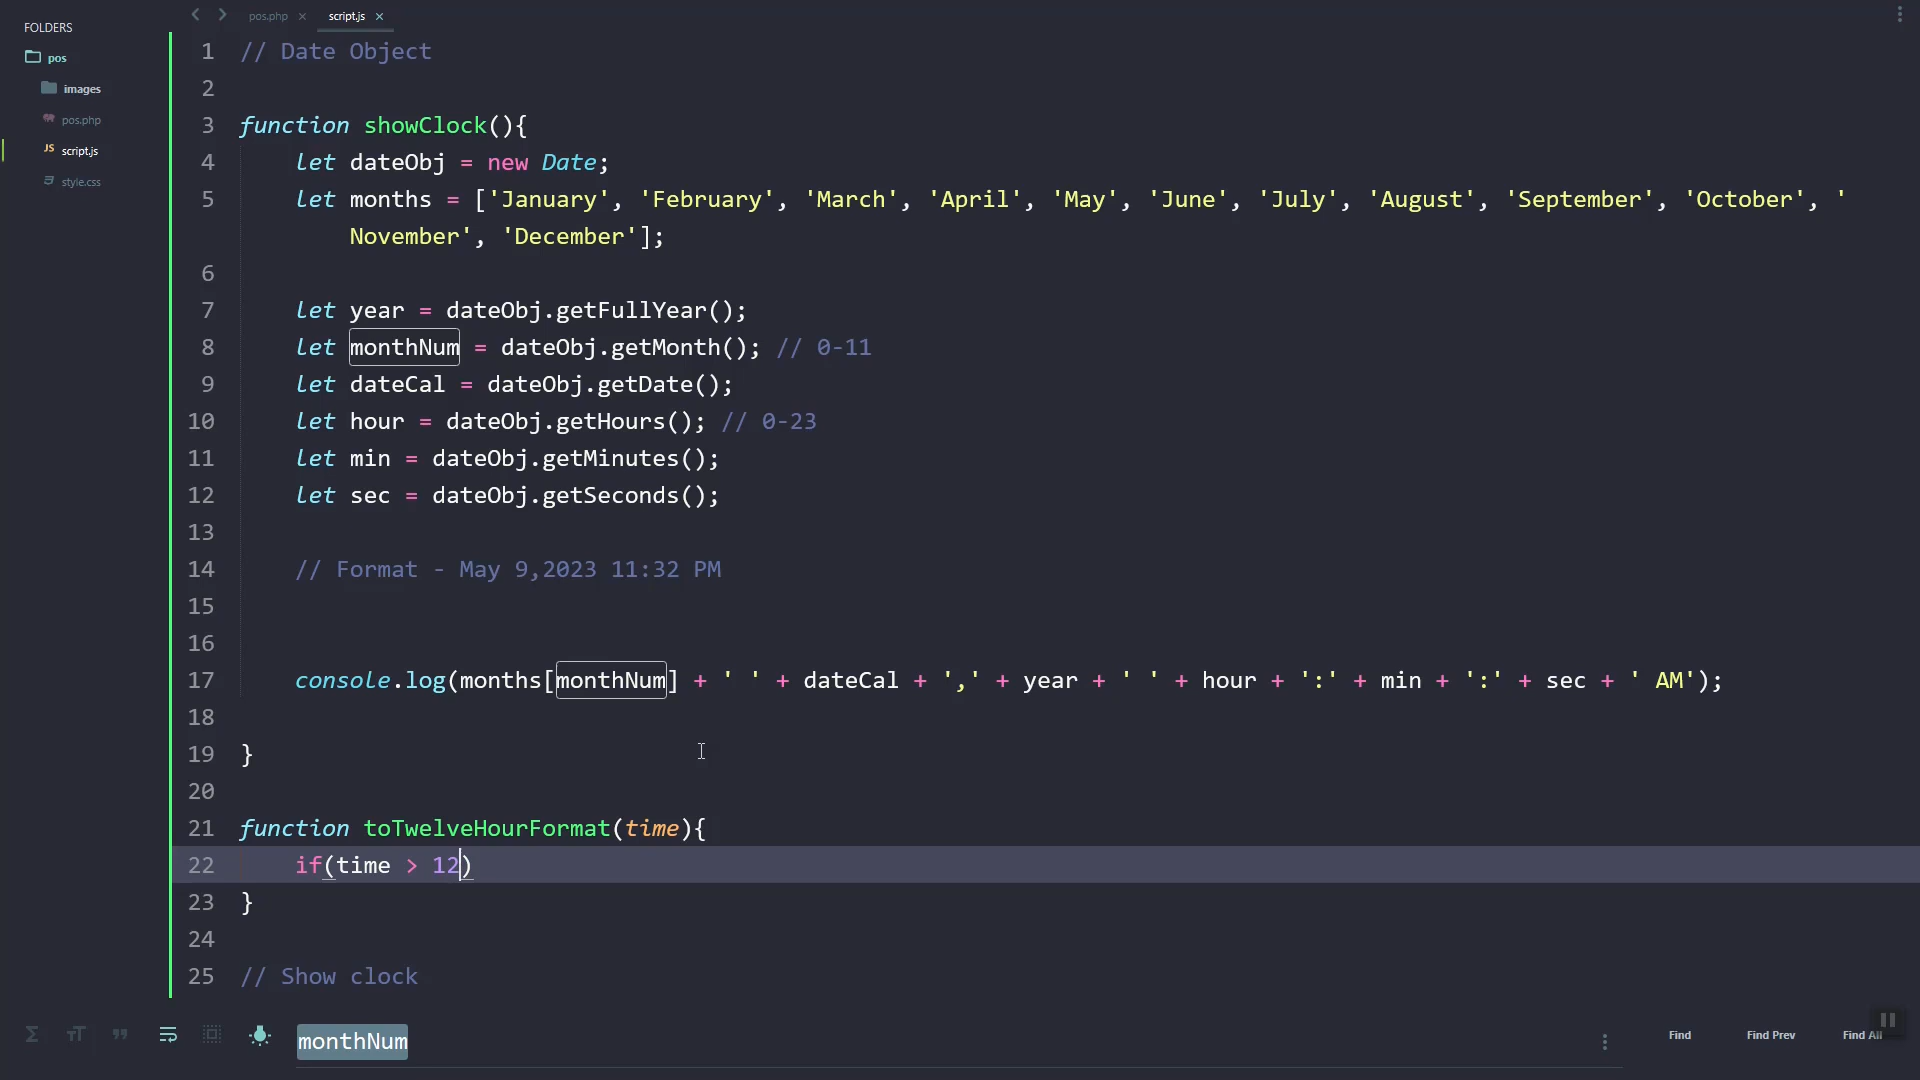 FOLDERS
pos
images
pos.php
script.js
style.css
pos.php × script.js ×
1 // Date Object
2
3 function showClock(){
4 let dateObj = new Date;
5 let months = ['January', 'February', 'March', 'April', 'May', 'June', 'July', 'August', 'September', 'October', '
November', 'December'];
6
7 let year = dateObj.getFullYear();
8 let monthNum = dateObj.getMonth(); // 0-11
9 let dateCal = dateObj.getDate();
10 let hour = dateObj.getHours(); // 0-23
11 let min = dateObj.getMinutes();
12 let sec = dateObj.getSeconds();
13
14 // Format - May 9,2023 11:32 PM
15
16
17 console.log(months[monthNum] + ' ' + dateCal + ',' + year + ' ' + hour + ':' + min + ':' + sec + ' AM');
18
19 }
20
21 function toTwelveHourFormat(time){
22 if(time > 12)
23 }
24
25 // Show clock
monthNum
Find Find Prev Find All